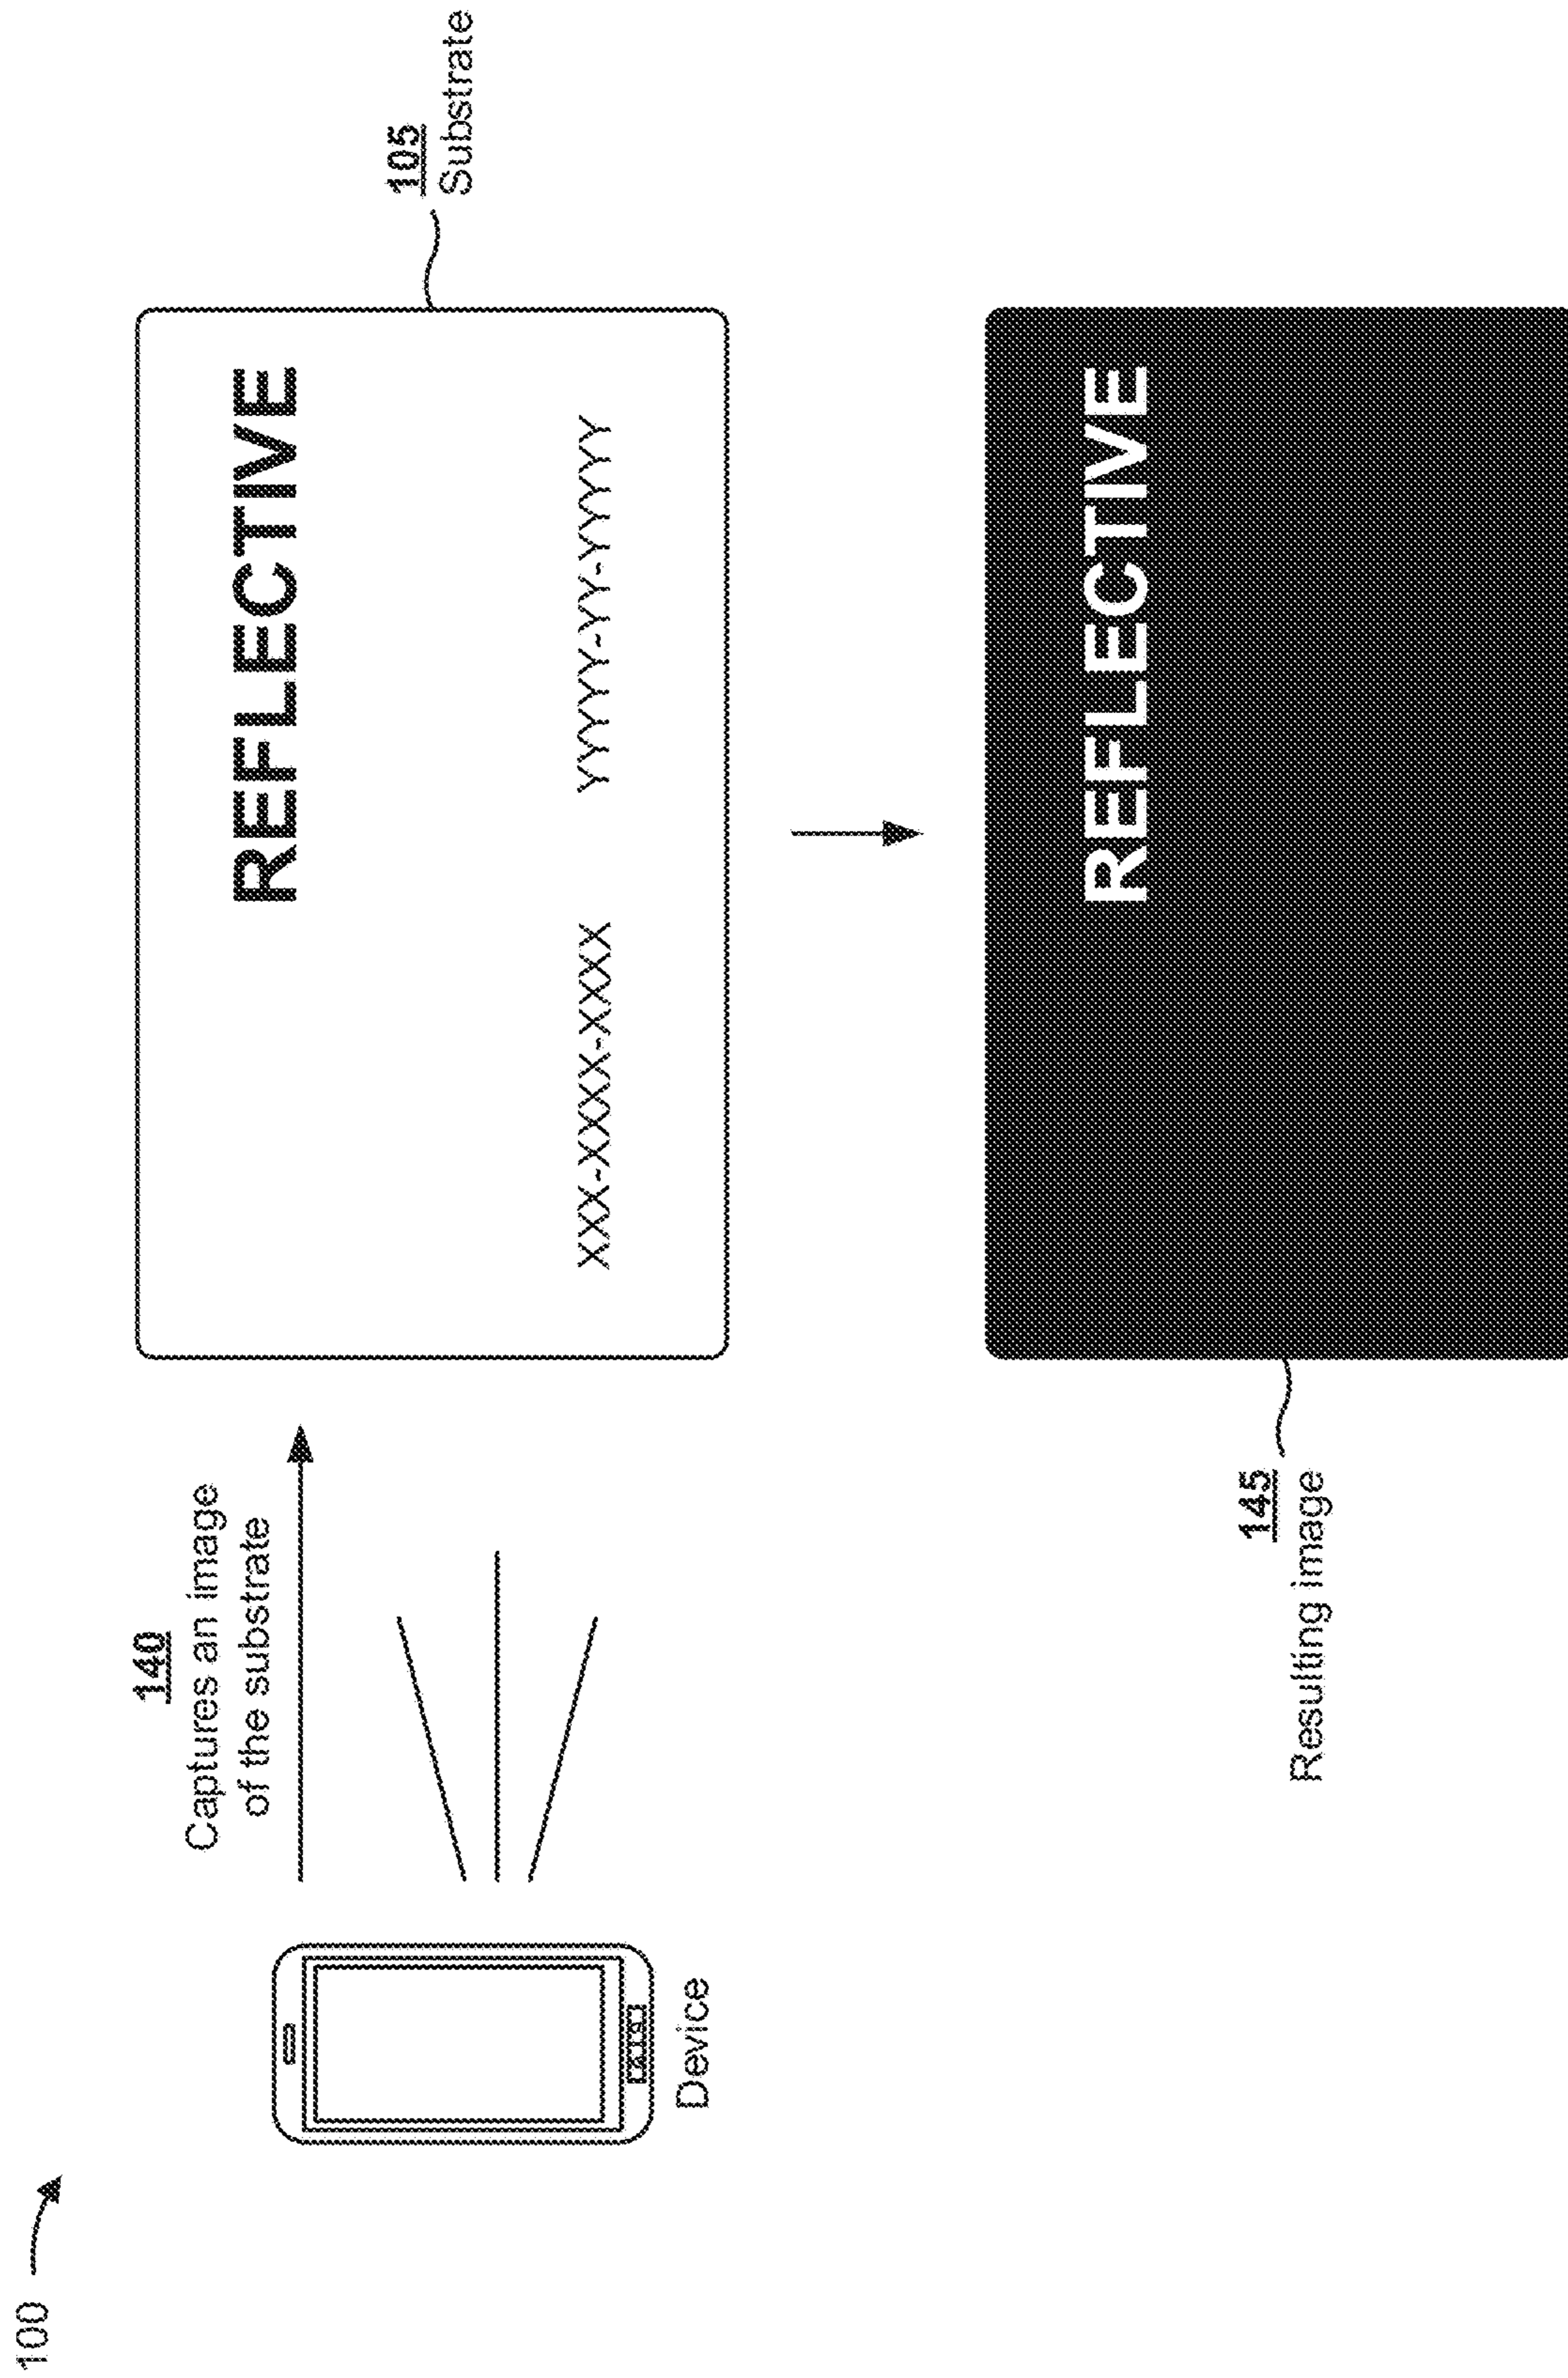 100
140
Captures an image
of the substrate
REFLECTIVE
105
Substrate
XXX-XXXX-XXXX YYYYY-YY-YYYYY
Device
REFLECTIVE
145
Resulting image